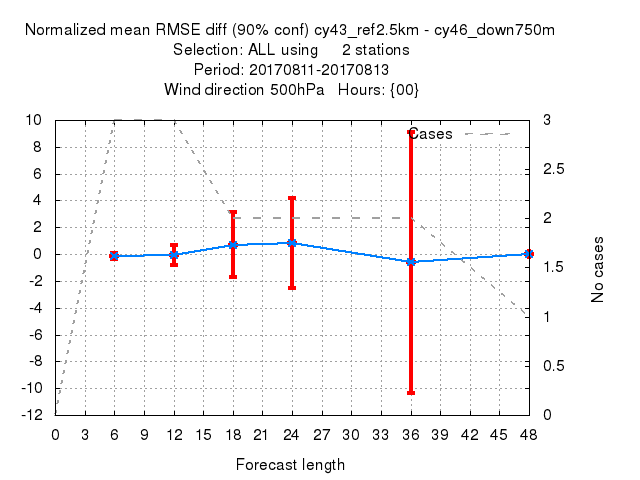 Normalized mean RMSE diff (90% conf) cy43_ref2.5km - cy46_down750m
Selection: ALL using     2 stations
Period: 20170811-20170813
Wind direction 500hPa   Hours: {00}
Cases
10
8
6
4
2
0
-2
-4
-6
-8
-10
-12
3
2.5
2
1.5
1
0.5
0
No cases
0 3 6 9 12 15 18 21 24 27 30 33 36 39 42 45 48
Forecast length